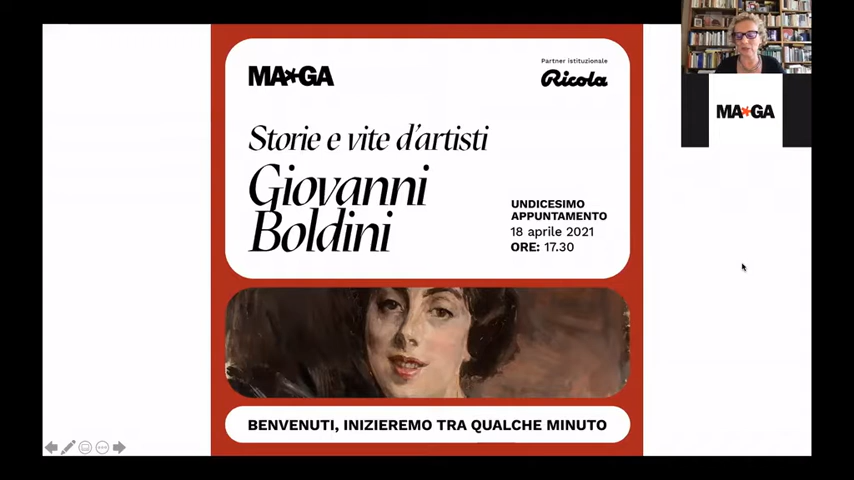 MA*GA
Partner istituzionale
Ricola
Storie e vite d'artisti
Giovanni
Boldini
UNDICESIMO
APPUNTAMENTO
18 aprile 2021
ORE: 17.30
BENVENUTI, INIZIEREMO TRA QUALCHE MINUTO
MA*GA